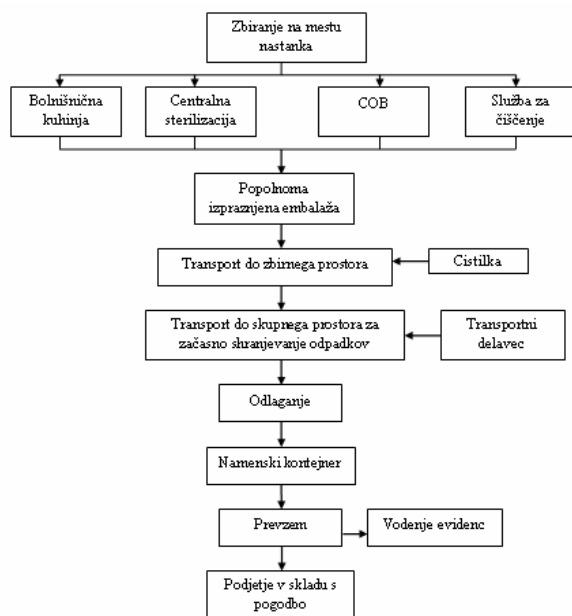 Zbiranje na mestu
nastanka
Bolnišnična
kuhinja
Centralna
sterilizacija
COB
Služba za
čiščenje
Popolnoma
izpraznjena embalaža
Transport do zbirnega prostora
Cistilka
Transport do skupnega prostora za
začasno shranjevanje odpadkov
Transportni
delavec
Odlaganje
Namenski kontejner
Prevzem
Vodenje evidenc
Podjetje v skladu s
pogodbo